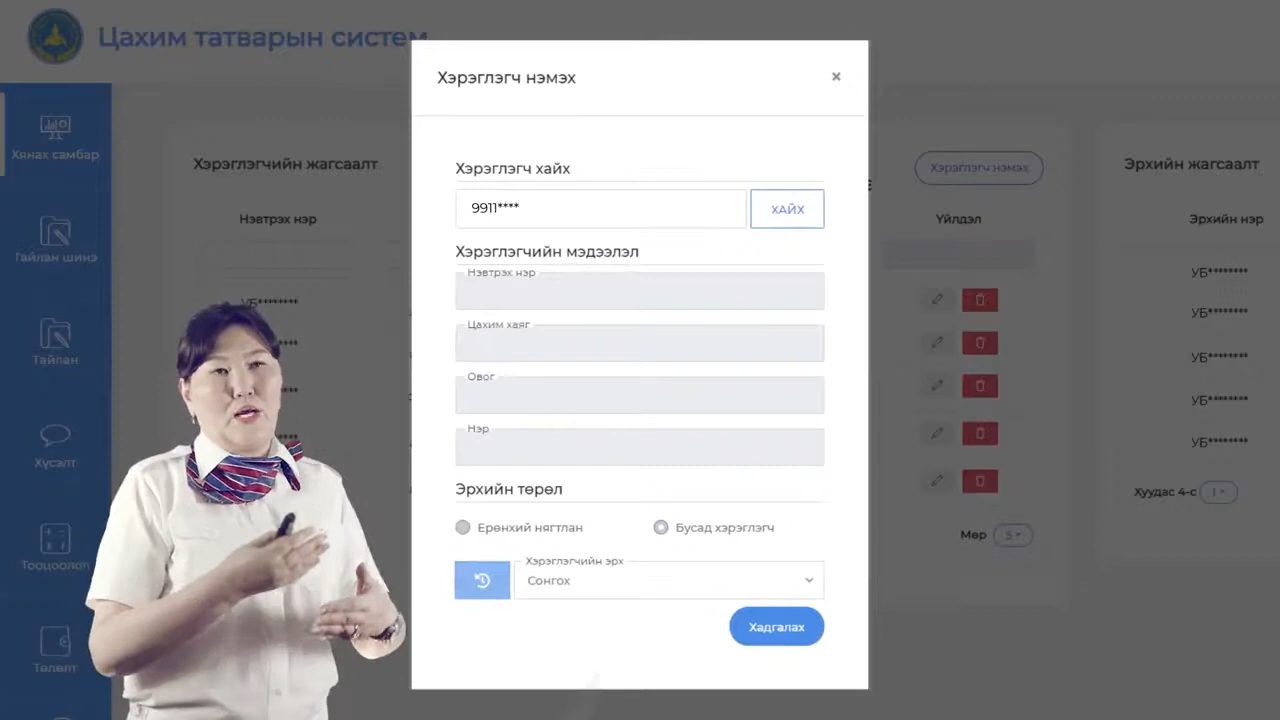 Цахим татварын систем
Хянах самбар
Тайлан шинэ
Тайлан
Хүсэлт
Тооцоолол
Төлөлт
Хэрэглэгчийн жагсаалт
Хэрэглэгч нэмэх
Нэвтрэх нэр
Үйлдэл
УБ********
Мөр 5
Хэрэглэгч нэмэх
×
Хэрэглэгч хайх
9911****
ХАЙХ
Хэрэглэгчийн мэдээлэл
Нэвтрэх нэр
Цахим хаяг
Овог
Нэр
Эрхийн төрөл
Ерөнхий нягтлан
Бусад хэрэглэгч
Хэрэглэгчийн эрх
Сонгох
Хадгалах
Эрхийн жагсаалт
Эрхийн нэр
УБ********
УБ********
УБ********
УБ********
УБ********
Хуудас 4-с 1